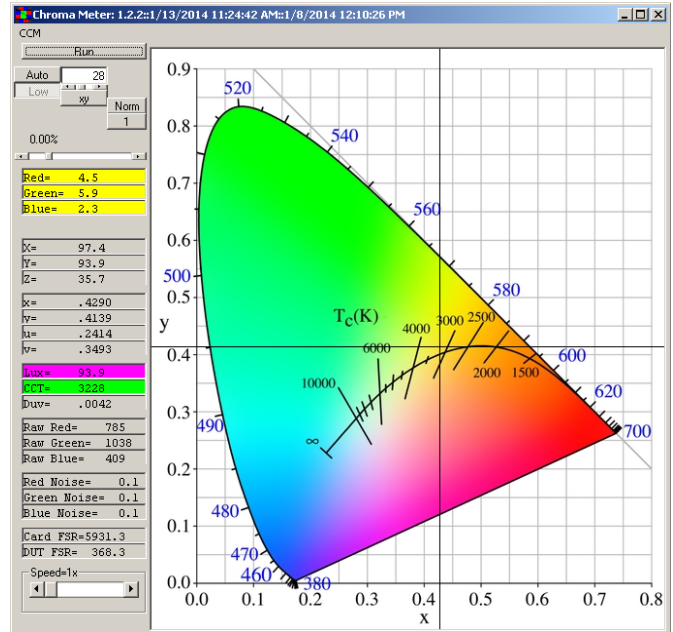 Chroma Meter: 1.2.2::1/13/2014 11:24:42 AM::1/8/2014 12:10:26 PM
CCM
Run
Auto 28
Low xy
Norm
1
0.00%
Red= 4.5
Green= 5.9
Blue= 2.3
X= 97.4
Y= 93.9
Z= 35.7
x= .4290
y= .4139
u= .2414
v= .3493
Lux= 93.9
CCT= 3228
Duv= .0042
Raw Red= 785
Raw Green= 1038
Raw Blue= 409
Red Noise= 0.1
Green Noise= 0.1
Blue Noise= 0.1
Card FSR=5931.3
DUT FSR= 368.3
Speed=1x
0.9
520
0.8
540
0.7
560
0.6
500
580
0.5
Tc(K)
y
4000 3000 2500
6000
0.4
600
2000 1500
10000
620
0.3
490
700
∞
0.2
480
0.1
470
460
380
0.0
0.0 0.1 0.2 0.3 0.4 0.5 0.6 0.7 0.8
x